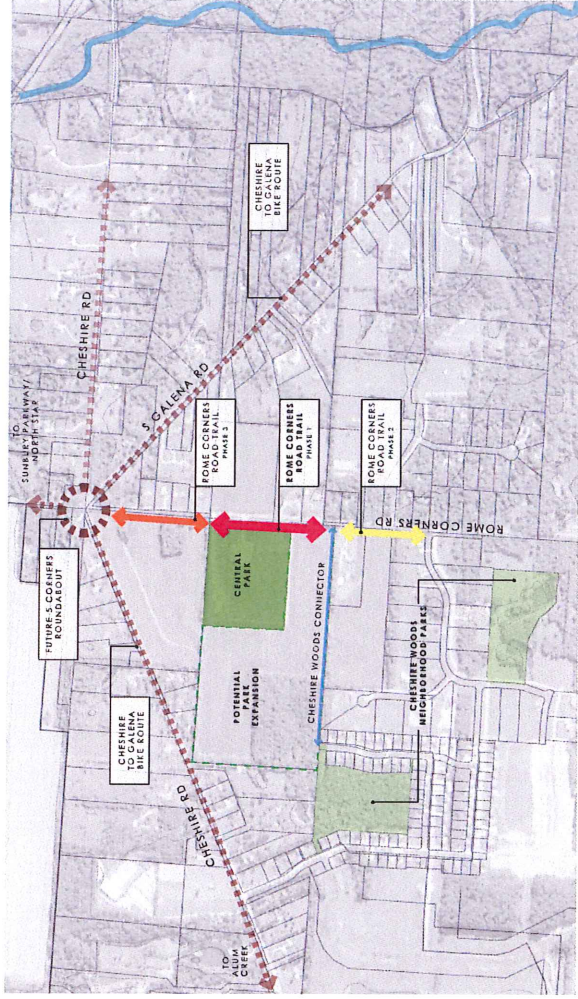 TO
SUNBURY PARKWAY/
NORTH STAR
CHESHIRE RD
FUTURE 5 CORNERS
ROUNDABOUT
CHESHIRE
TO GALENA
BIKE ROUTE
S GALENA RD
CHESHIRE
TO GALENA
BIKE ROUTE
CHESHIRE RD
TO
ALUM
CREEK
ROME CORNERS
ROAD TRAIL
PHASE 3
CENTRAL
PARK
ROME CORNERS
ROAD TRAIL
PHASE 1
POTENTIAL
PARK
EXPANSION
CHESHIRE WOODS CONNECTOR
ROME CORNERS
ROAD TRAIL
PHASE 2
ROME CORNERS RD
CHESHIRE WOODS
NEIGHBORHOOD PARKS